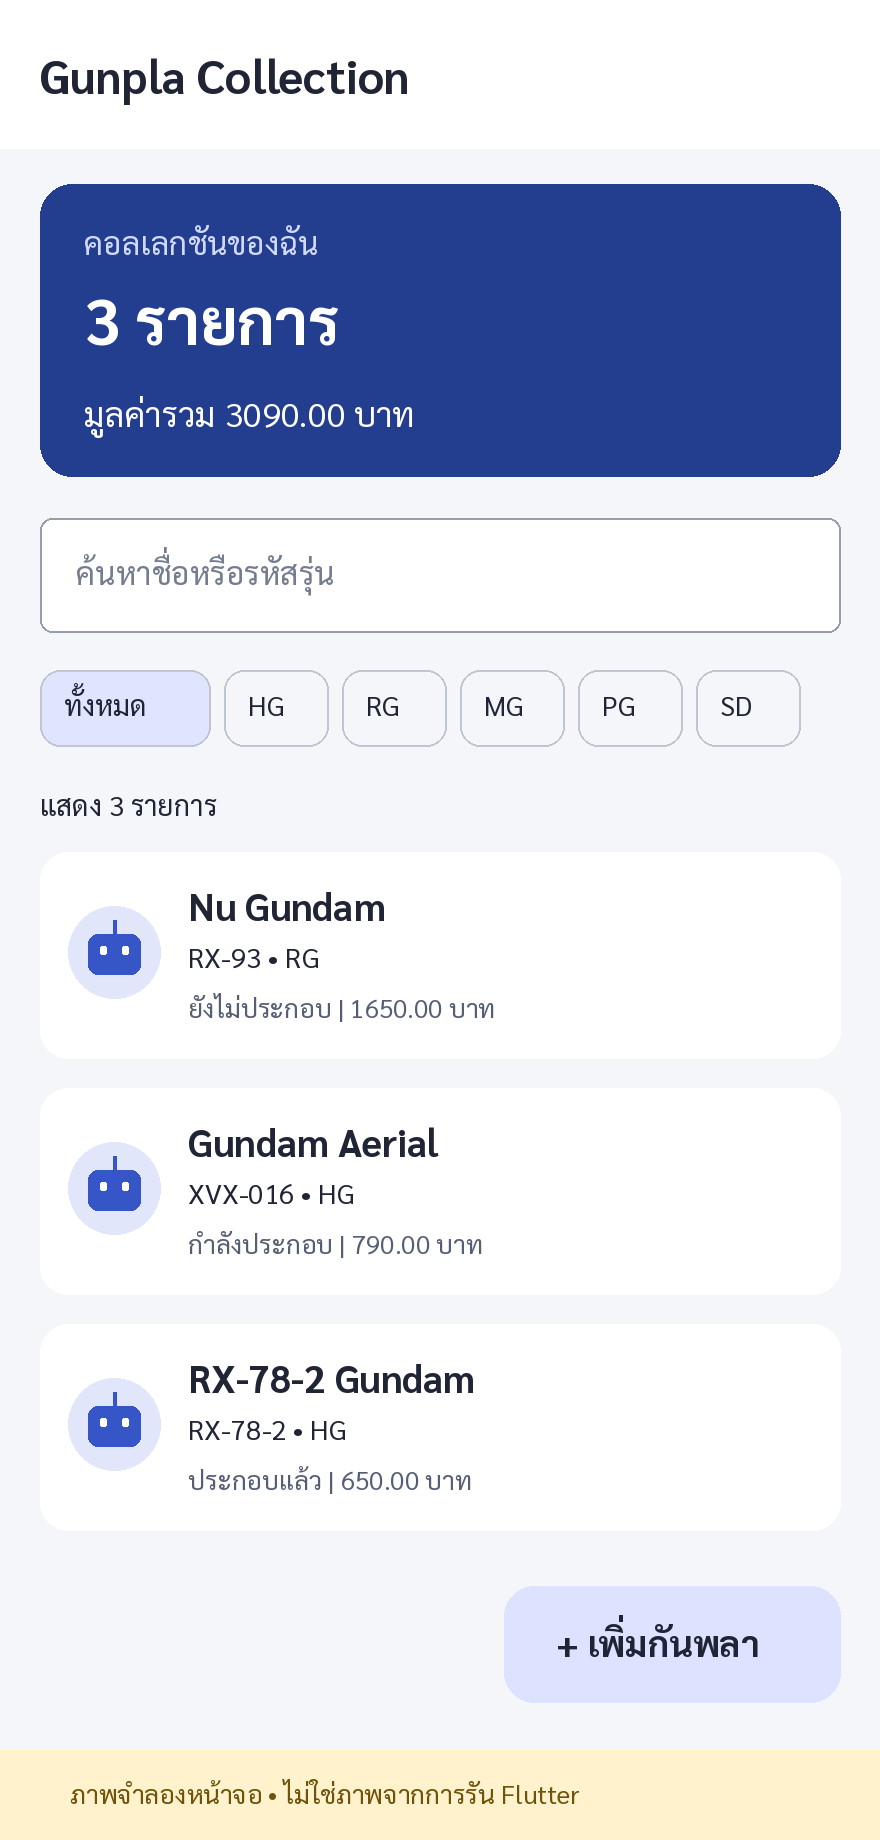 Gunpla Collection
คอลเลกชันของฉัน
3 รายการ
มูลค่ารวม 3090.00 บาท
ค้นหาชื่อหรือรหัสรุ่น
ทั้งหมด HG RG MG PG SD
แสดง 3 รายการ
Nu Gundam
RX-93 • RG
ยังไม่ประกอบ | 1650.00 บาท
Gundam Aerial
XVX-016 • HG
กำลังประกอบ | 790.00 บาท
RX-78-2 Gundam
RX-78-2 • HG
ประกอบแล้ว | 650.00 บาท
+ เพิ่มกันพลา
ภาพจำลองหน้าจอ • ไม่ใช่ภาพจากการรัน Flutter